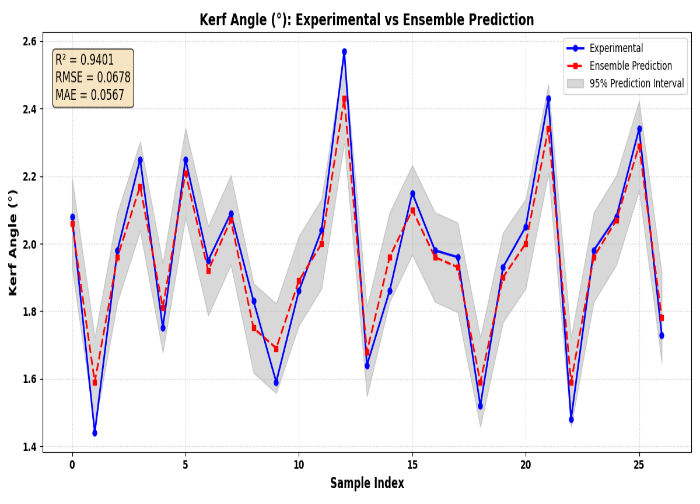 Kerf Angle (°): Experimental vs Ensemble Prediction
R² = 0.9401
RMSE = 0.0678
MAE = 0.0567
Experimental
Ensemble Prediction
95% Prediction Interval
Kerf Angle (°)
2.6
2.4
2.2
2.0
1.8
1.6
1.4
0 5 10 15 20 25
Sample Index